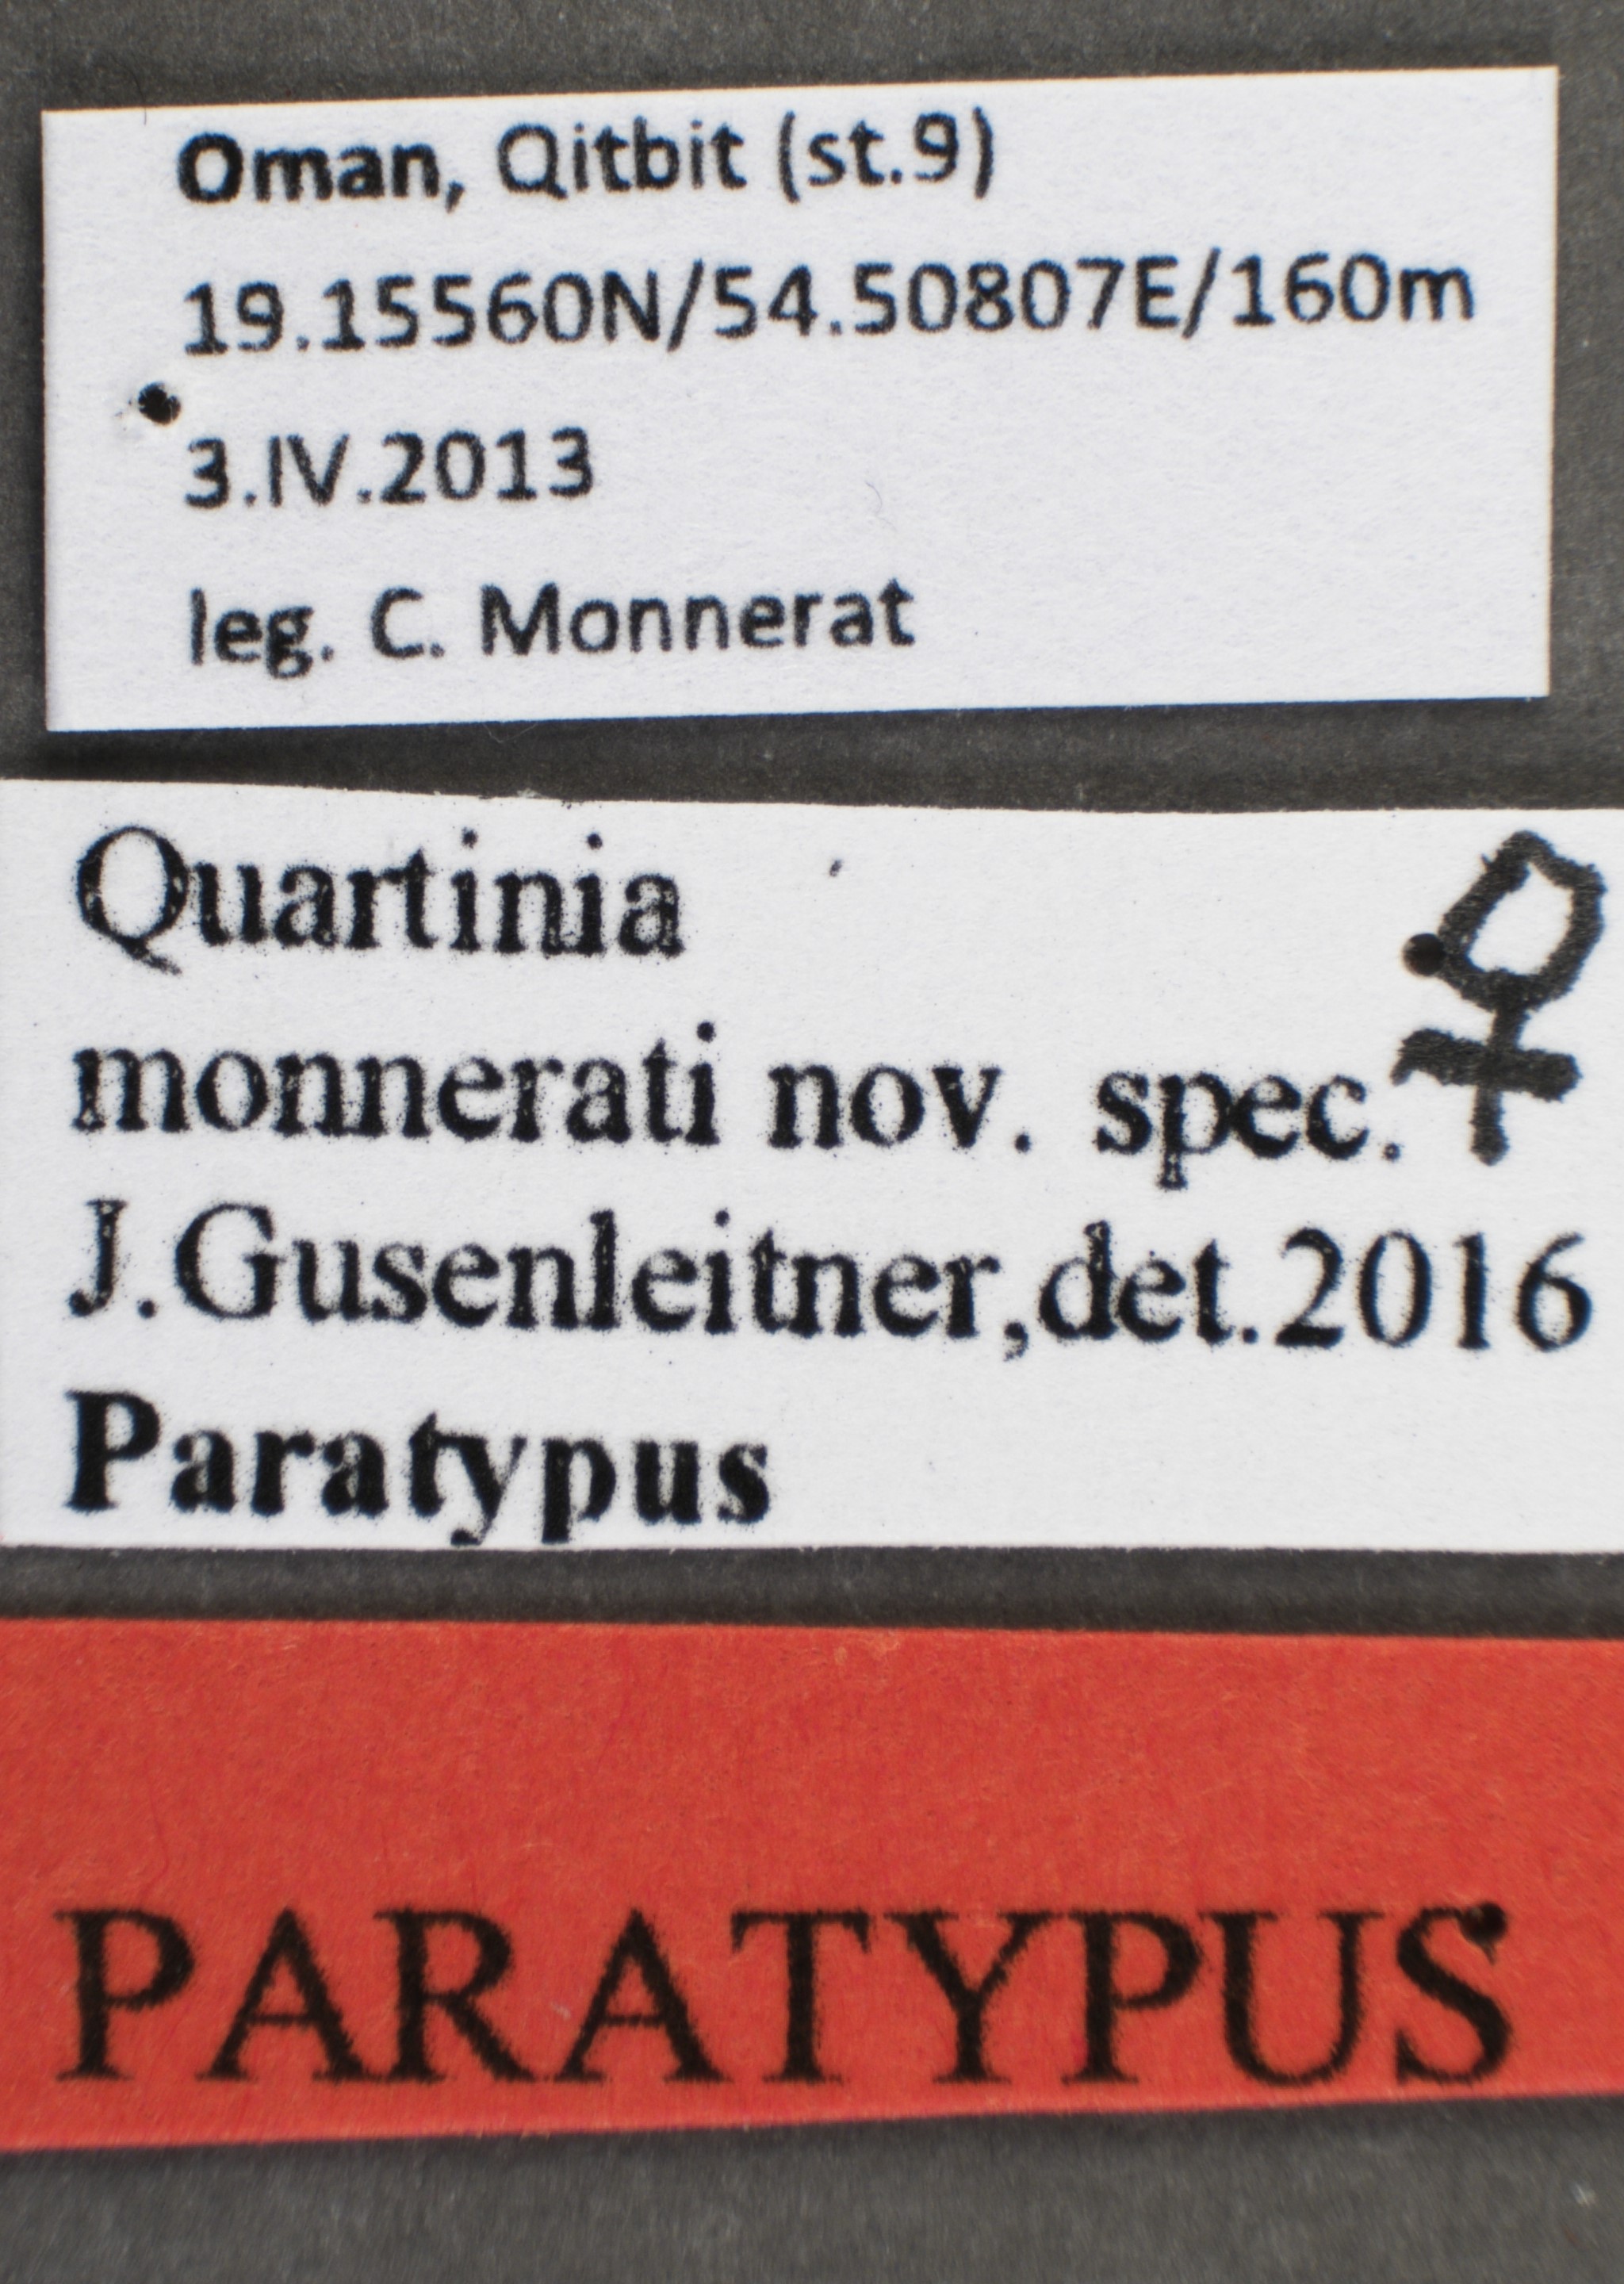 Oman, Qitbit (st.9)
19.15560N/54.50807E/160m
3.IV.2013
leg. C. Monnerat
Quartinia
monnerati nov. spec. ♀
J.Gusenleitner,det.2016
Paratypus
PARATYPUS